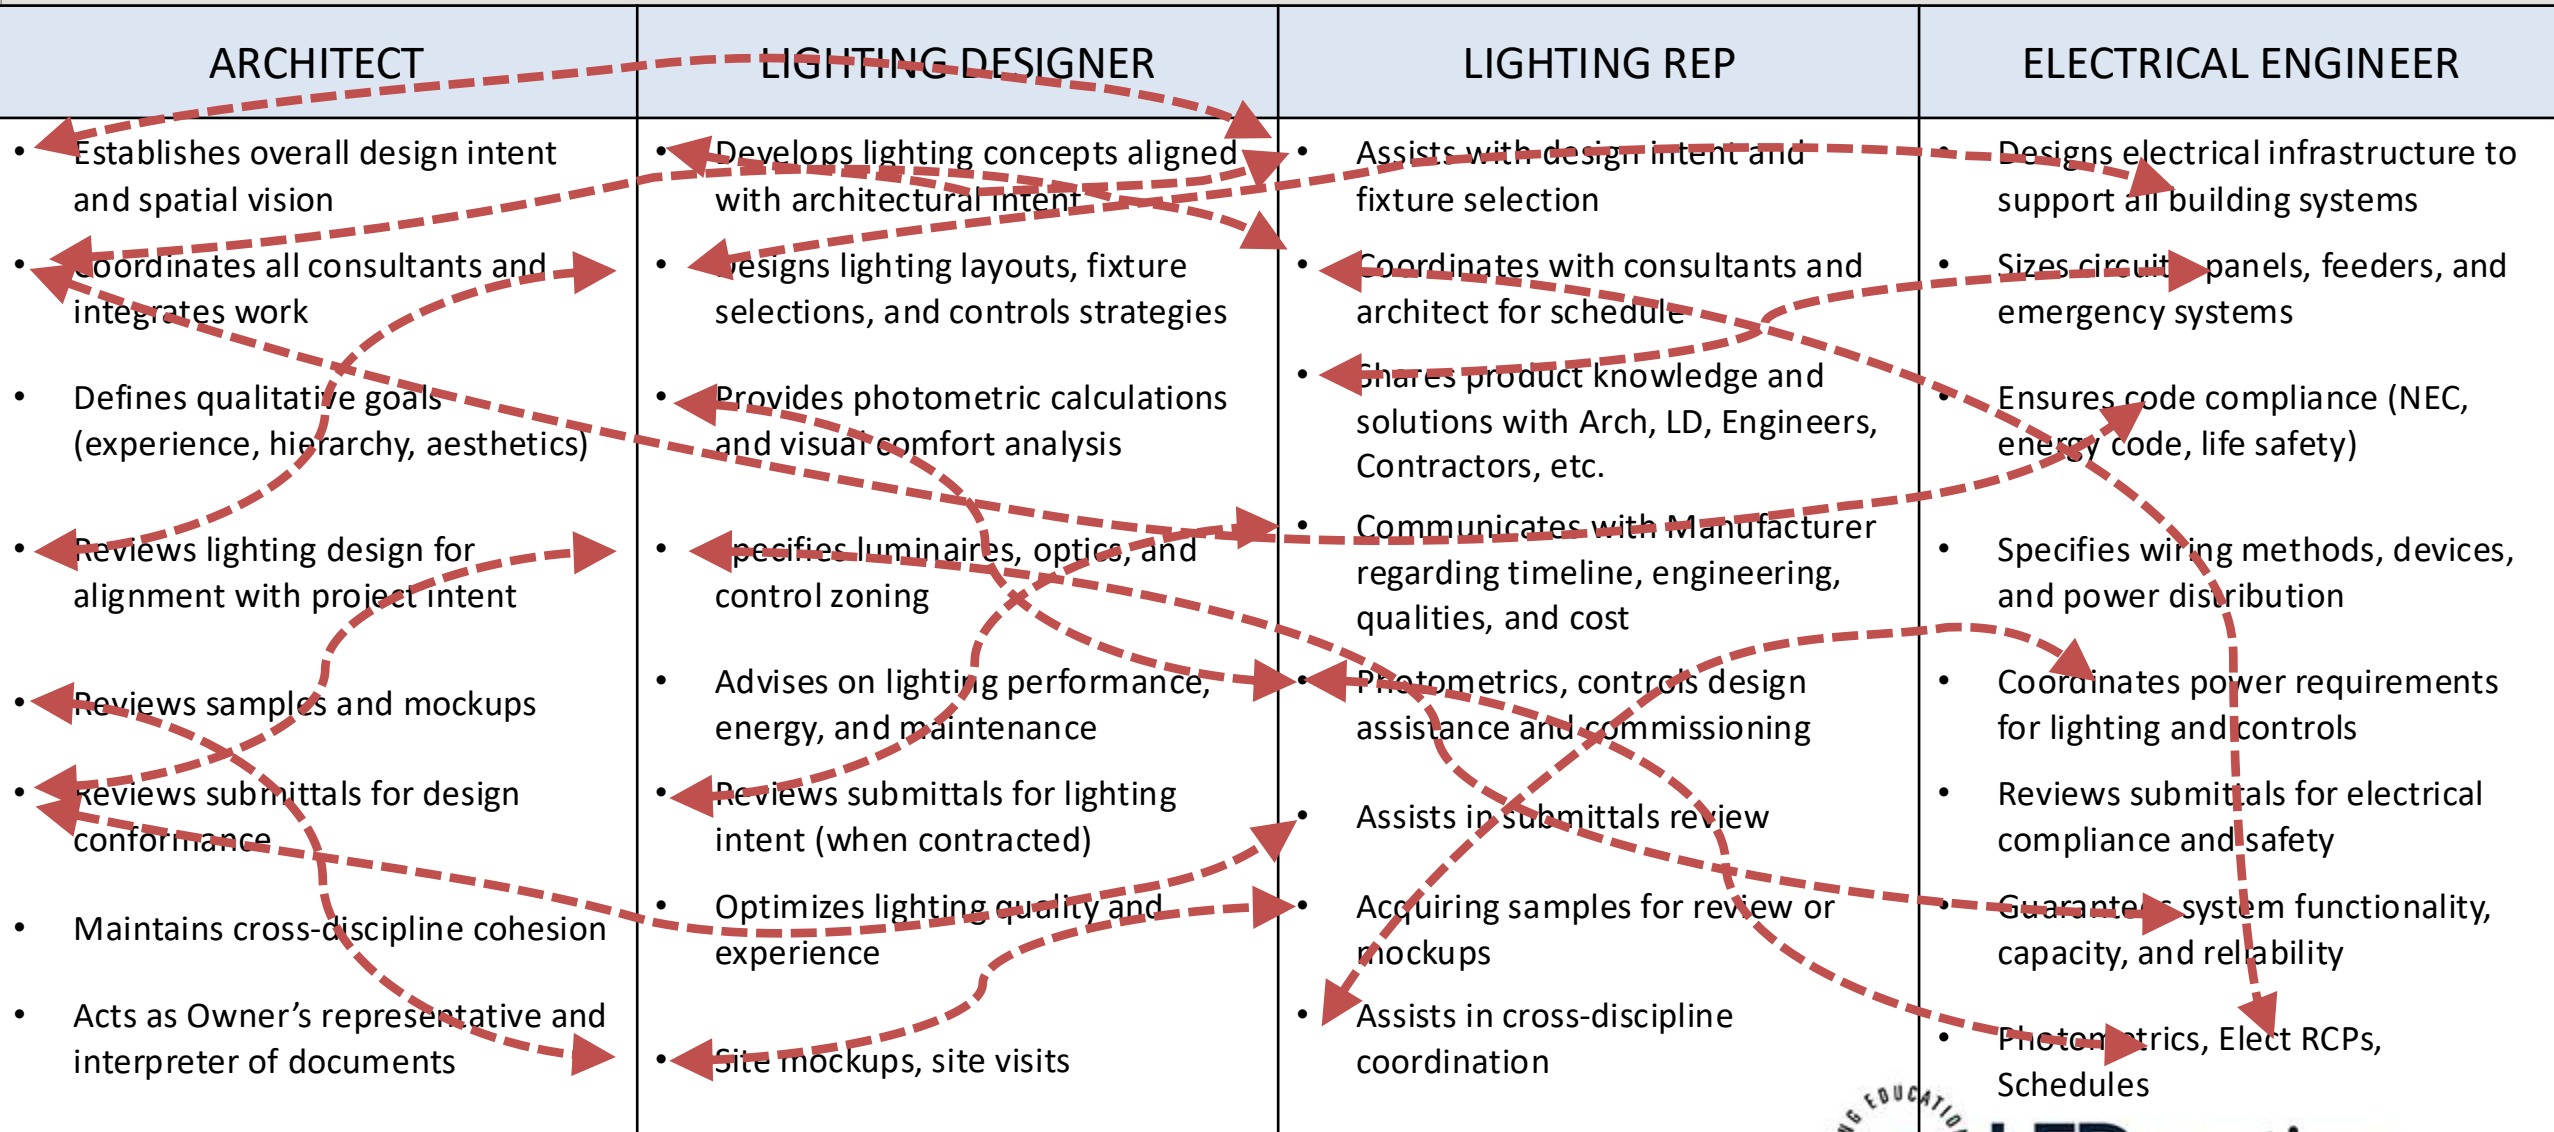 ARCHITECT
LIGHTING DESIGNER
LIGHTING REP
ELECTRICAL ENGINEER
• Establishes overall design intent
and spatial vision
• Coordinates all consultants and
integrates work
• Defines qualitative goals
(experience, hierarchy, aesthetics)
• Reviews lighting design for
alignment with project intent
• Reviews samples and mockups
• Reviews submittals for design
conformance
• Maintains cross-discipline cohesion
• Acts as Owner’s representative and
interpreter of documents
• Develops lighting concepts aligned
with architectural intent
• Designs lighting layouts, fixture
selections, and controls strategies
• Provides photometric calculations
and visual comfort analysis
• Specifies luminaires, optics, and
control zoning
• Advises on lighting performance,
energy, and maintenance
• Reviews submittals for lighting
intent (when contracted)
• Optimizes lighting quality and
experience
• Site mockups, site visits
• Assists with design intent and
fixture selection
• Coordinates with consultants and
architect for schedule
• Shares product knowledge and
solutions with Arch, LD, Engineers,
Contractors, etc.
• Communicates with Manufacturer
regarding timeline, engineering,
qualities, and cost
• Photometrics, controls design
assistance and commissioning
• Assists in submittals review
• Acquiring samples for review or
mockups
• Assists in cross-discipline
coordination
• Designs electrical infrastructure to
support all building systems
• Sizes circuits, panels, feeders, and
emergency systems
• Ensures code compliance (NEC,
energy code, life safety)
• Specifies wiring methods, devices,
and power distribution
• Coordinates power requirements
for lighting and controls
• Reviews submittals for electrical
compliance and safety
• Guarantees system functionality,
capacity, and reliability
• Photometrics, Elect RCPs,
Schedules